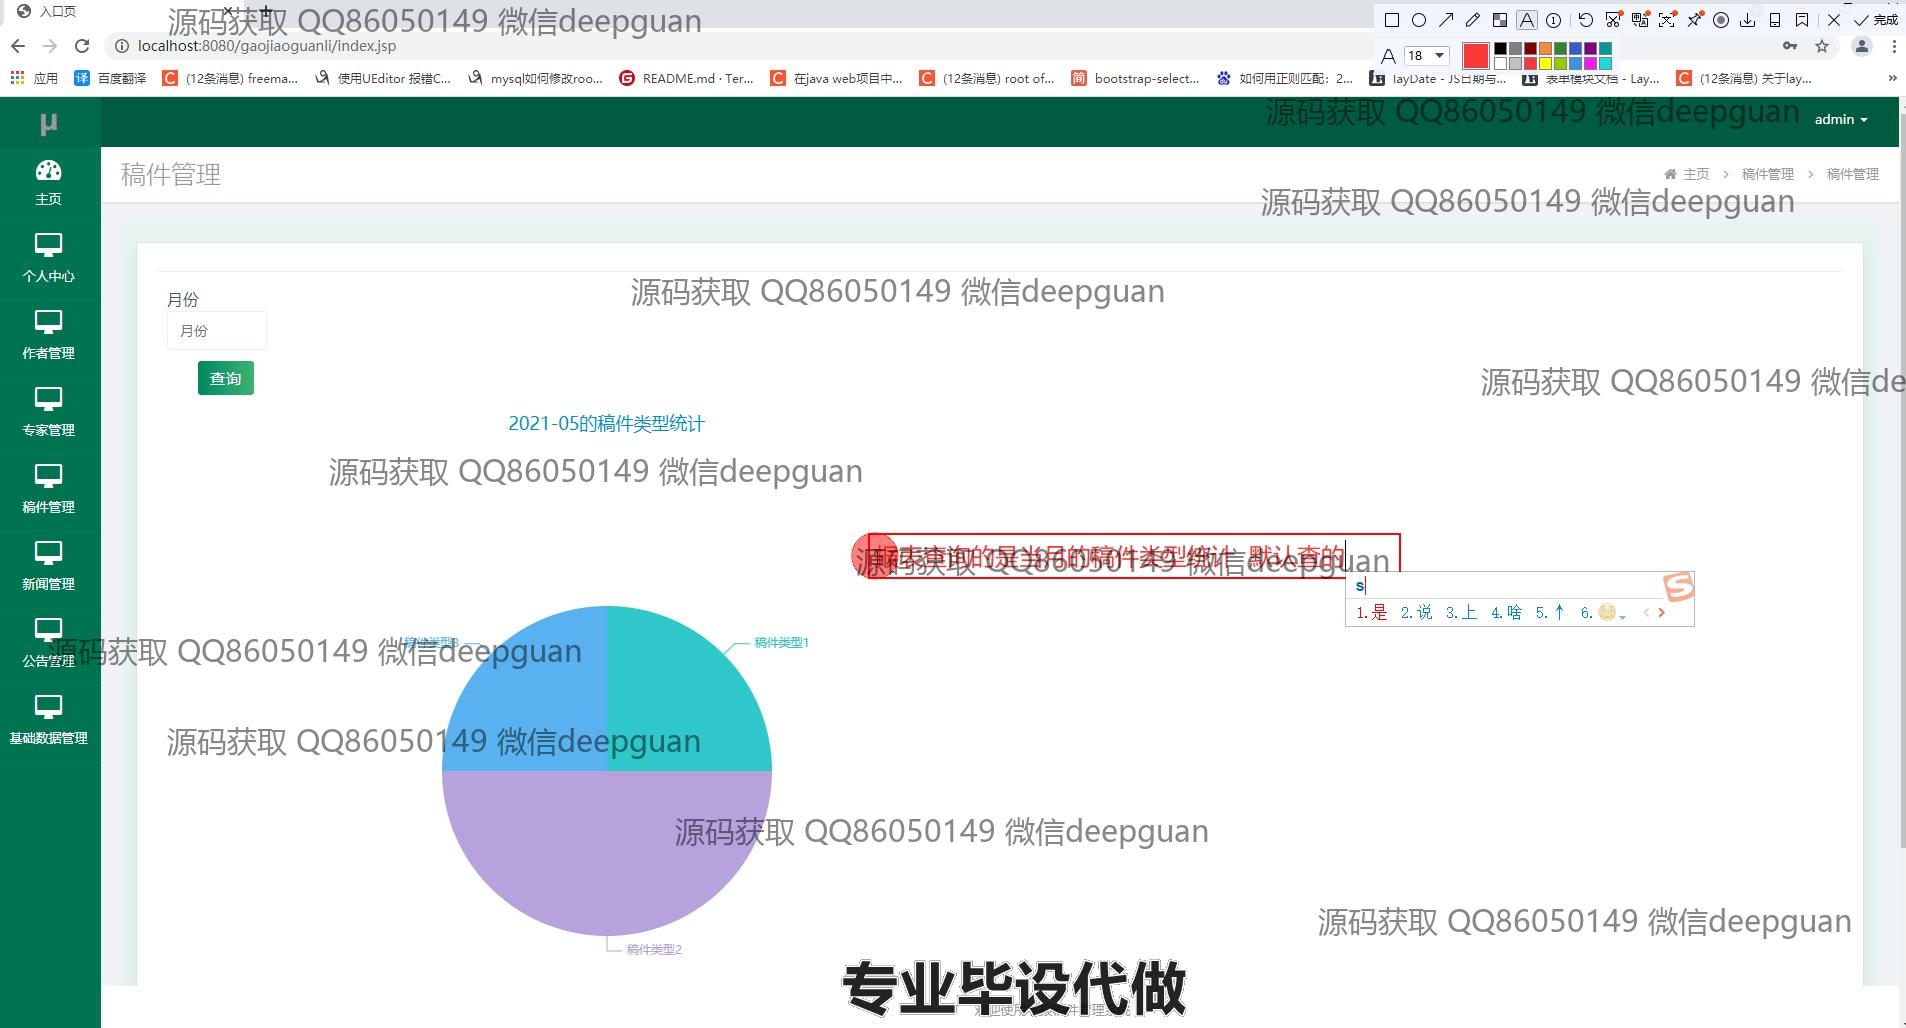 入口页
源码获取 QQ86050149 微信deepguan
18
完成
localhost:8080/gaojiaoguanli/index.jsp
应用
百度翻译
(12条消息) freema...
使用UEditor 报错C...
mysql如何修改roo...
README.md · Ter...
在java web项目中...
(12条消息) root of...
bootstrap-select...
如何用正则匹配：2...
layDate - JS日期与...
表单模块文档 - Lay...
(12条消息) 关于lay...
源码获取 QQ86050149 微信deepguan
admin
μ
主页
个人中心
作者管理
专家管理
稿件管理
新闻管理
公告管理
基础数据管理
稿件管理
主页 > 稿件管理 > 稿件管理
源码获取 QQ86050149 微信deepguan
源码获取 QQ86050149 微信deepguan
月份
月份
查询
源码获取 QQ86050149 微信de
2021-05的稿件类型统计
源码获取 QQ86050149 微信deepguan
报表查询的是当月的稿件类型统计 默认查的
源码获取 QQ86050149 微信deepguan
s
1.是 2.说 3.上 4.啥 5.↑ 6.
稿件类型3
稿件类型1
源码获取 QQ86050149 微信deepguan
源码获取 QQ86050149 微信deepguan
源码获取 QQ86050149 微信deepguan
源码获取 QQ86050149 微信deepguan
稿件类型2
专业毕设代做